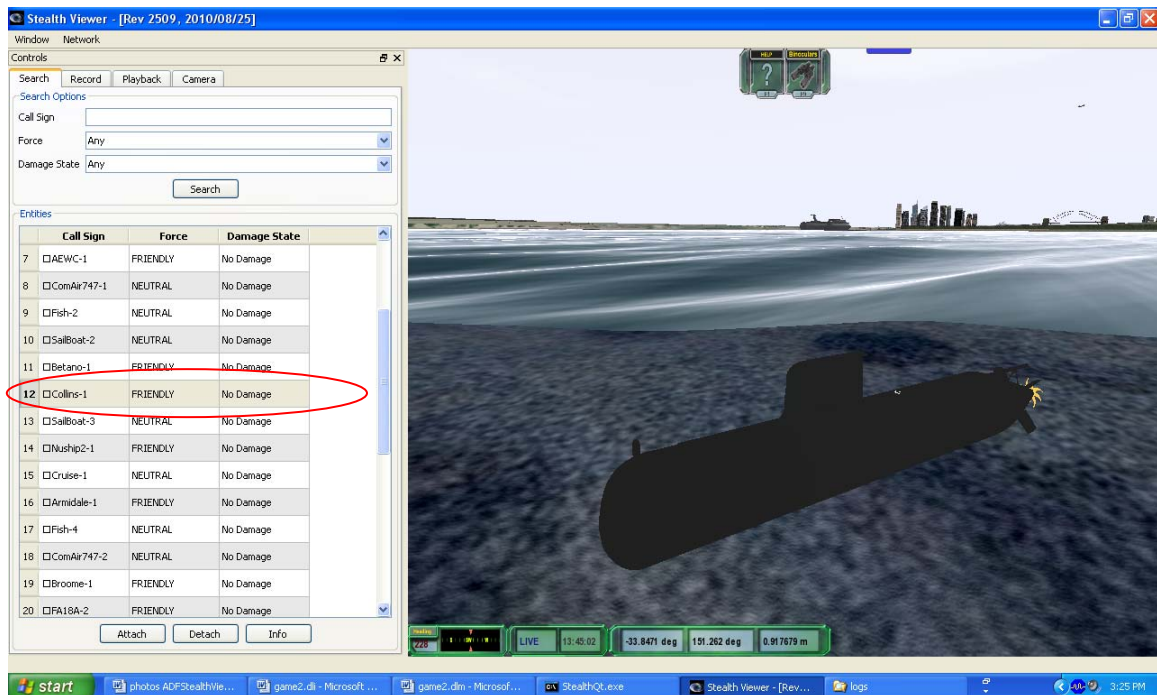 Stealth Viewer - [Rev 2509, 2010/08/25]
Window Network
Controls
Search Record Playback Camera
Search Options
Call Sign
Force Any
Damage State Any
Search
Entities
Call Sign Force Damage State
7 AEWC-1 FRIENDLY No Damage
8 ComAir747-1 NEUTRAL No Damage
9 Fish-2 NEUTRAL No Damage
10 SailBoat-2 NEUTRAL No Damage
11 Betano-1 FRIENDLY No Damage
12 Collins-1 FRIENDLY No Damage
13 SailBoat-3 NEUTRAL No Damage
14 Nuship2-1 FRIENDLY No Damage
15 Cruise-1 NEUTRAL No Damage
16 Armidale-1 FRIENDLY No Damage
17 Fish-4 NEUTRAL No Damage
18 ComAir747-2 NEUTRAL No Damage
19 Broome-1 FRIENDLY No Damage
20 FA18A-2 FRIENDLY No Damage
Attach Detach Info
HELP Binoculars
?
Heading
228 LIVE 13:45:02 -33.8471 deg 151.262 deg 0.917679 m
start photos ADFStealthVie... game2.dli - Microsoft ... game2.dlm - Microsof... StealthQt.exe Stealth Viewer - [Rev... logs 3:25 PM